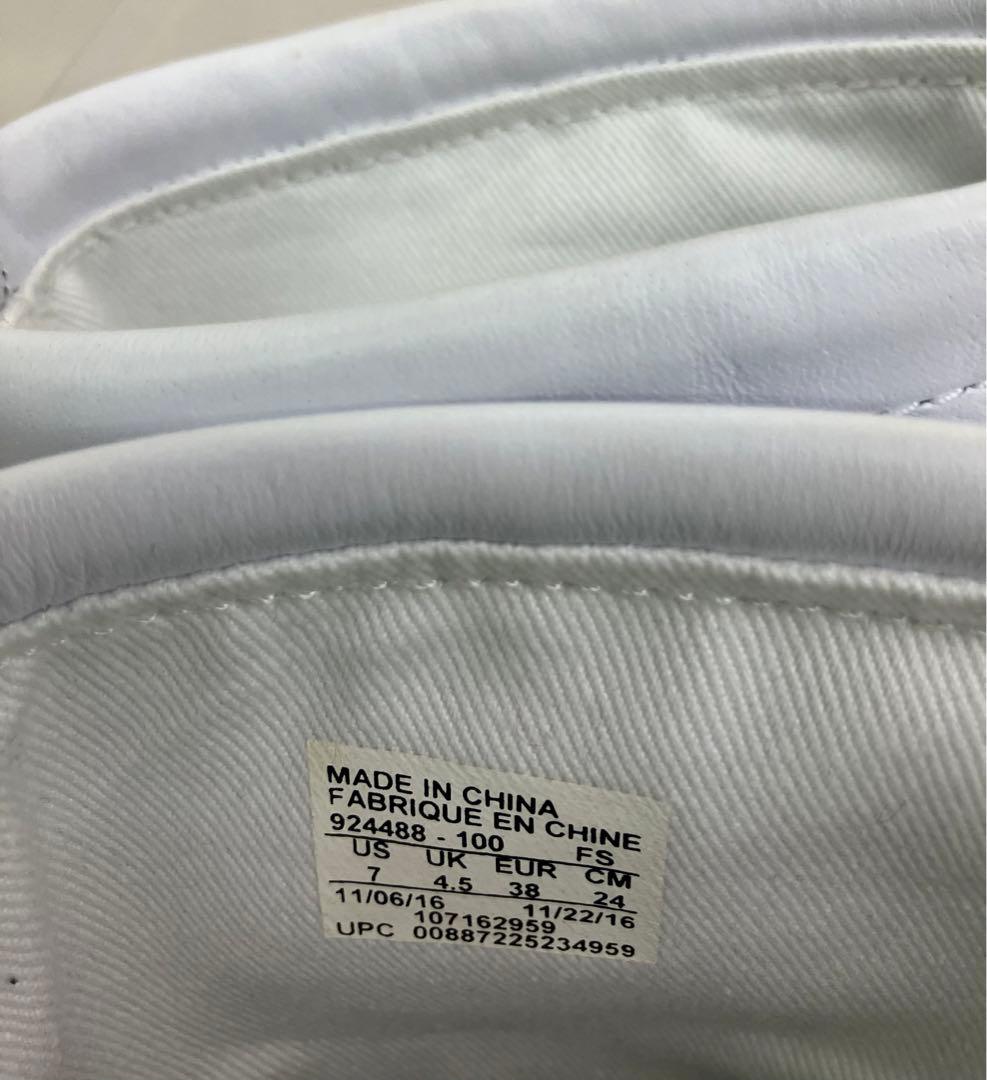 MADE IN CHINA
FABRIQUE EN CHINE
924488 - 100 FS
US UK EUR CM
7 4.5 38 24
11/06/16 11/22/16
107162959
UPC 00887225234959